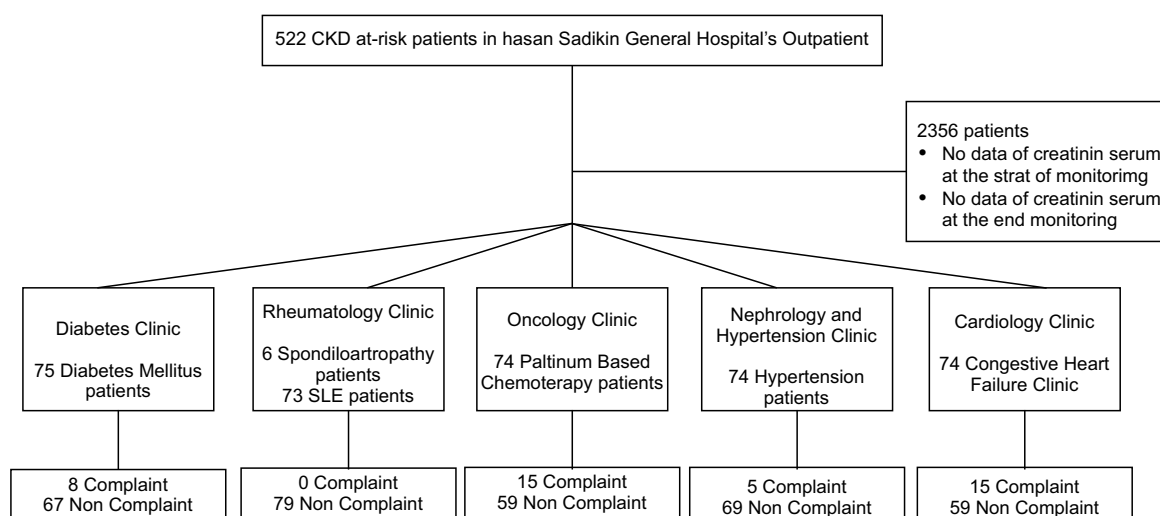 522 CKD at-risk patients in hasan Sadikin General Hospital's Outpatient
2356 patients
• No data of creatinin serum
at the strat of monitorimg
• No data of creatinin serum
at the end monitoring
Diabetes Clinic
75 Diabetes Mellitus
patients
Rheumatology Clinic
6 Spondiloartropathy
patients
73 SLE patients
Oncology Clinic
74 Paltinum Based
Chemoterapy patients
Nephrology and
Hypertension Clinic
74 Hypertension
patients
Cardiology Clinic
74 Congestive Heart
Failure Clinic
8 Complaint
67 Non Complaint
0 Complaint
79 Non Complaint
15 Complaint
59 Non Complaint
5 Complaint
69 Non Complaint
15 Complaint
59 Non Complaint